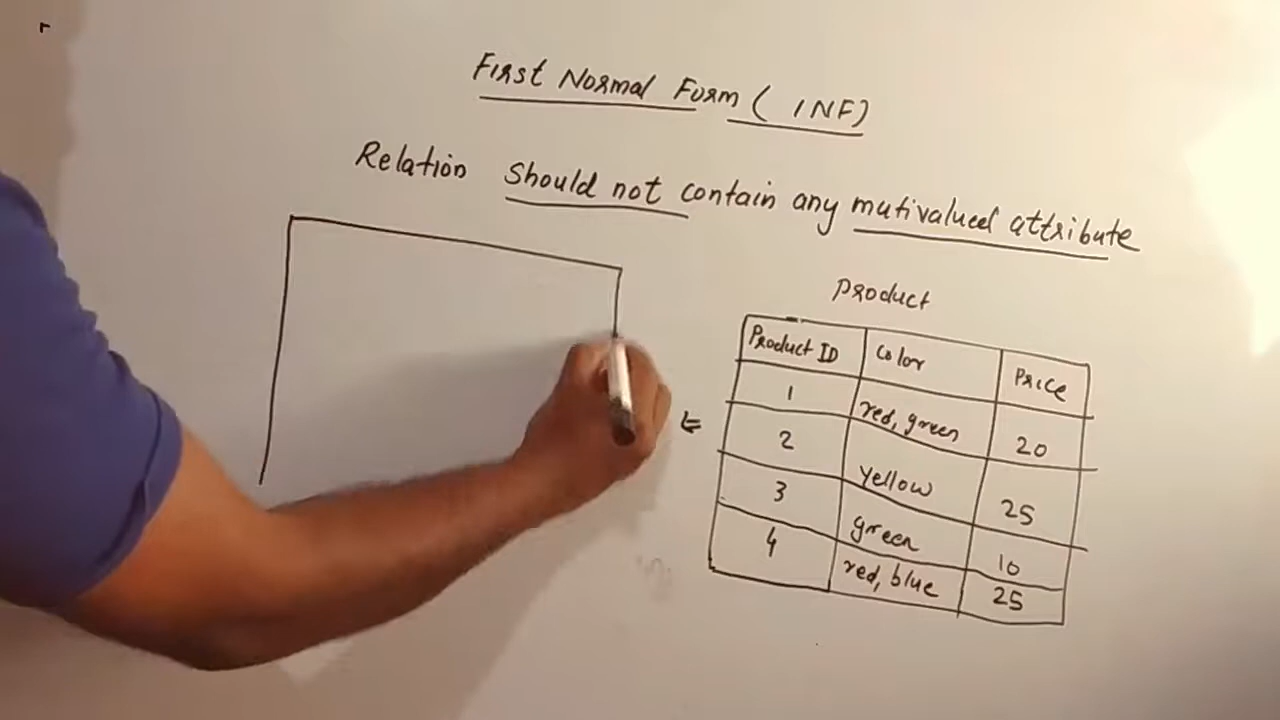 First Normal Form ( 1NF)
Relation should not contain any mutivalued attribute
Product
Product ID Color Price
1 red, green 20
2 yellow 25
3 green 10
4 red, blue 25